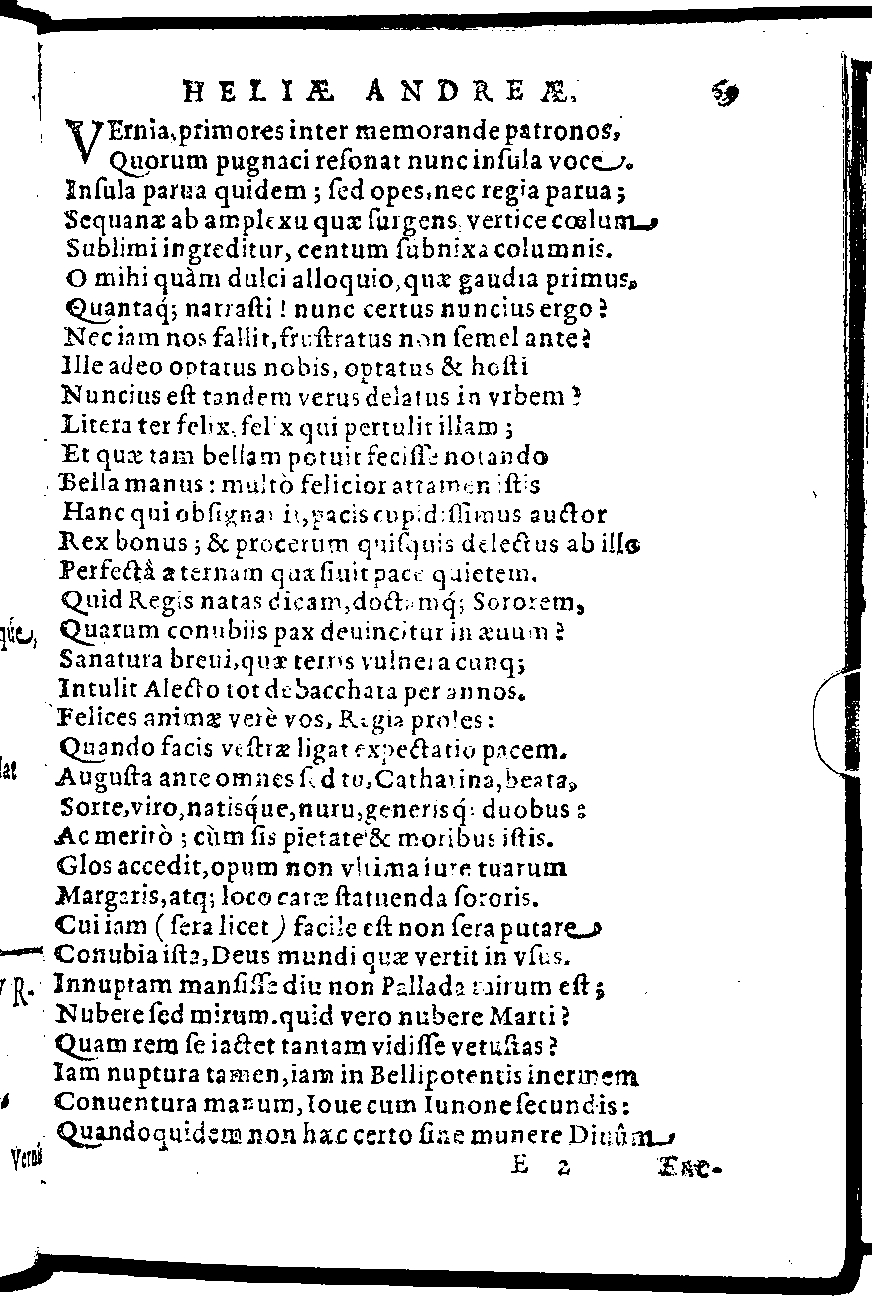 HELIÆ ANDREÆ. 69
VErnia, primores inter memorande patronos,
Quorum pugnaci reſonat nunc inſula voce.
Inſula parua quidem ; ſed opes, nec regia parua ;
Sequanæ ab amplexu quæ ſurgens vertice cœlum,
Sublimi ingreditur, centum ſubnixa columnis.
O mihi quàm dulci alloquio, quæ gaudia primus,
Quantaq́; narraſti ! nunc certus nuncius ergo ?
Nec iam nos fallit, fruſtratus non ſemel ante ?
Ille adeo optatus nobis, optatus & hoſti
Nuncius eſt tandem verus delatus in vrbem ?
Litera ter felix, felix qui pertulit illam ;
Et quæ tam bellam potuit feciſſe notando
Bella manus : multò felicior attamen iſtis
Hanc qui obſignauit, pacis cupidiſſimus auctor
Rex bonus ; & procerum quiſquis delectus ab illo
Perfectâ æternam quæſiuit pace quietem.
Quid Regis natas dicam, doctamq́; Sororem,
Quarum conubiis pax deuincitur in æuum ?
Sanatura breui, quæ terris vulnera cunq;
Intulit Alecto tot debacchata per annos.
Felices animæ verè vos, Regia proles :
Quando facis veſtræ ligat expectatio pacem.
Auguſta ante omnes ſed tu, Catharina, beata,
Sorte, viro, natisq́ue, nuru, generisq́; duobus :
Ac meritò ; cùm ſis pietate & moribus iſtis.
Glos accedit, opum non vltima iure tuarum
Margaris, atq; loco caræ ſtatuenda ſororis.
Cui iam ( ſera licet ) facile eſt non ſera putare
Conubia iſta, Deus mundi quæ vertit in vſus.
Innuptam manſiſſe diu non Pallada mirum eſt ;
Nubere ſed mirum. quid vero nubere Marti ?
Quam rem ſe iactet tantam vidiſſe vetuſtas ?
Iam nuptura tamen, iam in Bellipotentis inermem
Conuentura manum, Ioue cum Iunone ſecundis :
Quandoquidem non hæc certo ſine munere Diuûm,
E 2 Eſt-
q́ue,
lat
R.
Vernú